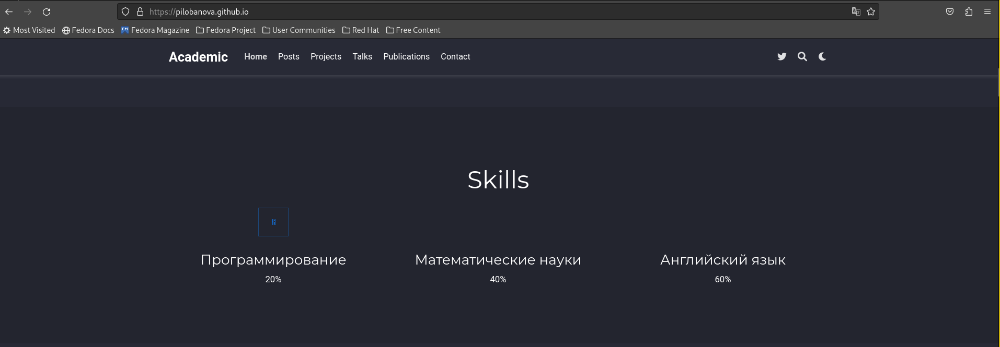 https://pilobanova.github.io
Most Visited Fedora Docs Fedora Magazine Fedora Project User Communities Red Hat Free Content
Academic Home Posts Projects Talks Publications Contact
Skills
Программирование Математические науки Английский язык
20% 40% 60%